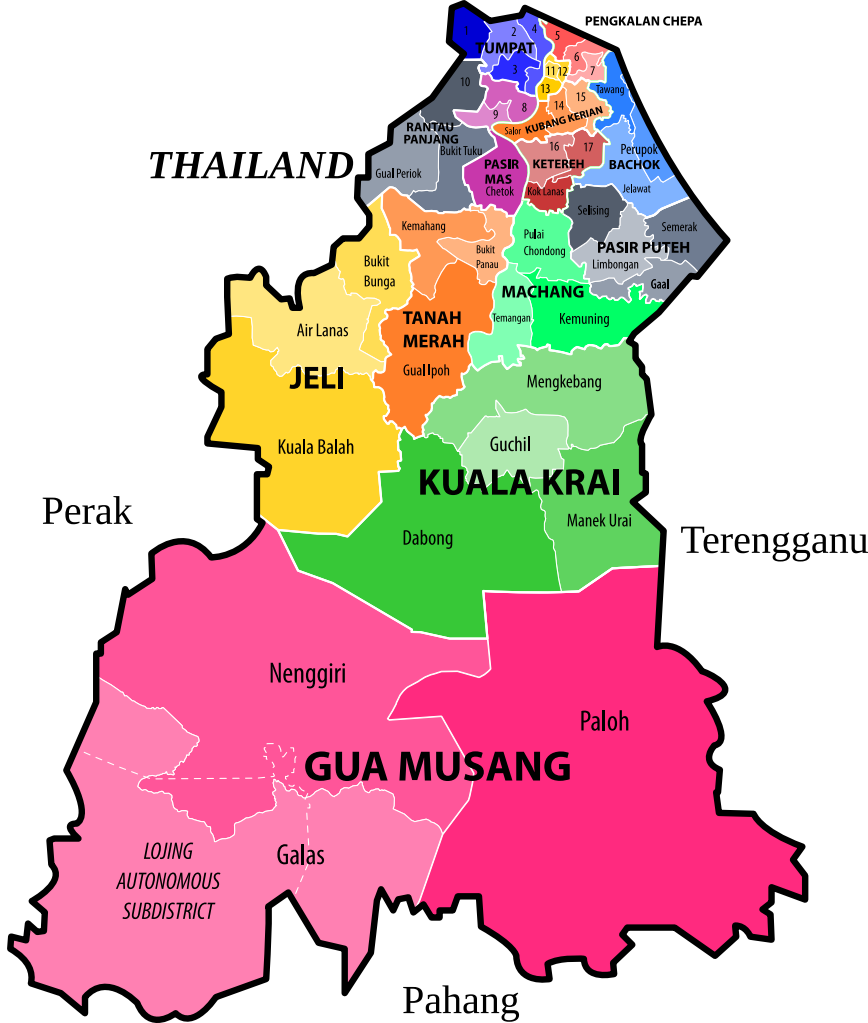 PENGKALAN CHEPA
1
2
4
5
TUMPAT
6
3
11
12
7
10
13
Tawang
15
8
14
9
KUBANG KERIAN
Salor
RANTAU
PANJANG
Bukit Tuku
16
17
Perupok
THAILAND
PASIR
MAS
Chetok
KETEREH
BACHOK
Gual Periok
Kok Lanas
Jelawat
Selising
Kemahang
Semerak
Pulai
Chondong
PASIR PUTEH
Bukit
Panau
Bukit
Bunga
Limbongan
Gaal
MACHANG
TANAH
MERAH
Temangan
Kemuning
Air Lanas
JELI
Gual Ipoh
Mengkebang
Kuala Balah
Guchil
KUALA KRAI
Perak
Manek Urai
Dabong
Terengganu
Nenggiri
Paloh
GUA MUSANG
LOJING
AUTONOMOUS
SUBDISTRICT
Galas
Pahang